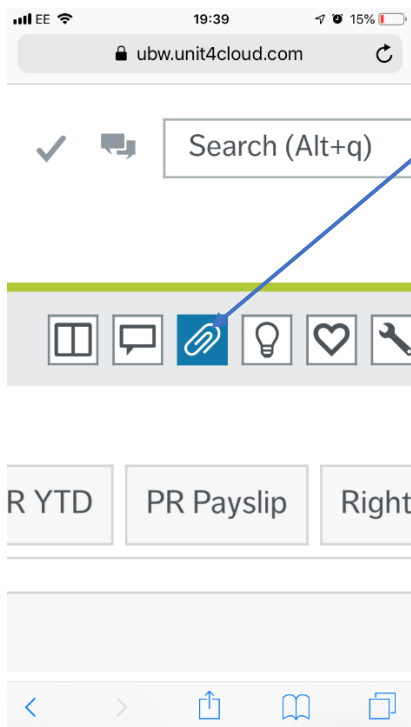 EE 19:39 15%
ubw.unit4cloud.com
Search (Alt+q)
R YTD PR Payslip Right